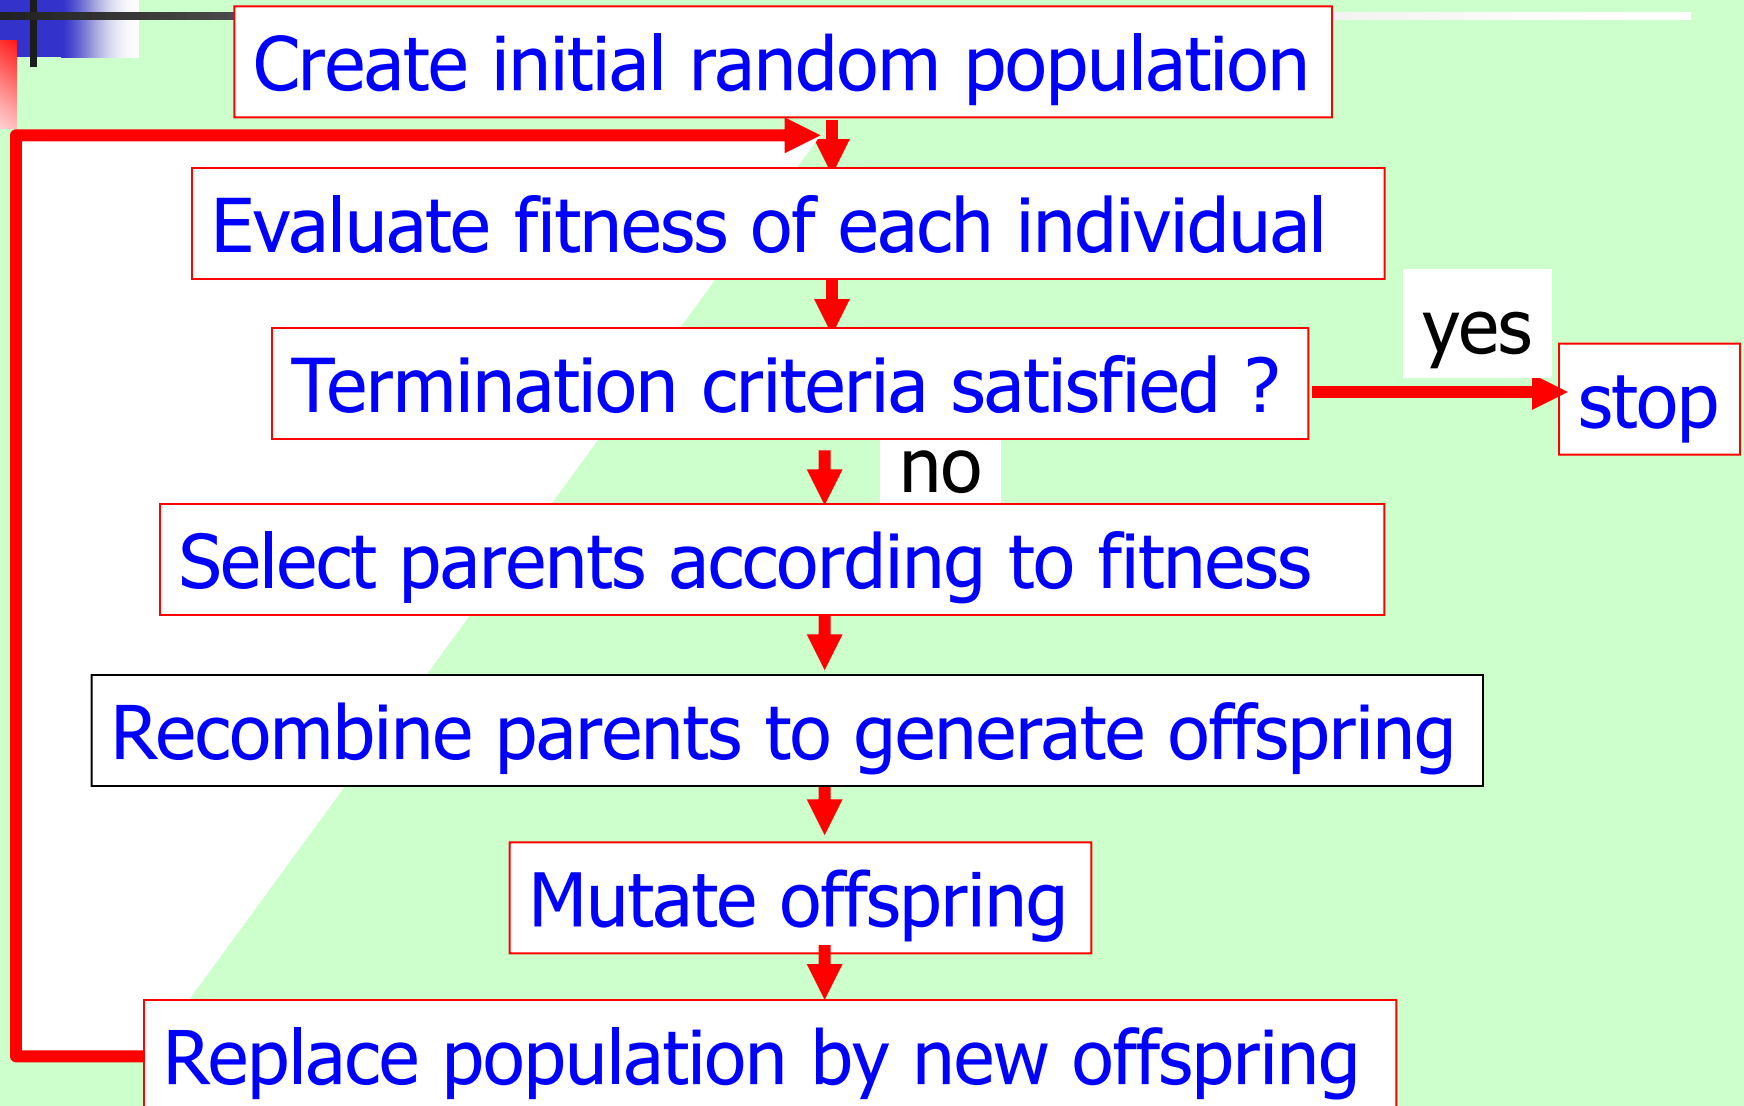 Create initial random population
Evaluate fitness of each individual
yes
Termination criteria satisfied ?
stop
no
Select parents according to fitness
Recombine parents to generate offspring
Mutate offspring
Replace population by new offspring